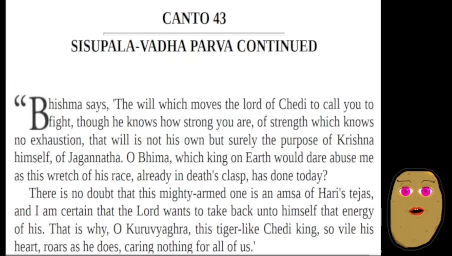 CANTO 43
SISUPALA-VADHA PARVA CONTINUED
“Bhishma says, 'The will which moves the lord of Chedi to call you to
fight, though he knows how strong you are, of strength which knows
no exhaustion, that will is not his own but surely the purpose of Krishna
himself, of Jagannatha. O Bhima, which king on Earth would dare abuse me
as this wretch of his race, already in death's clasp, has done today?
There is no doubt that this mighty-armed one is an amsa of Hari's tejas,
and I am certain that the Lord wants to take back unto himself that energy
of his. That is why, O Kuruvyaghra, this tiger-like Chedi king, so vile his
heart, roars as he does, caring nothing for all of us.'